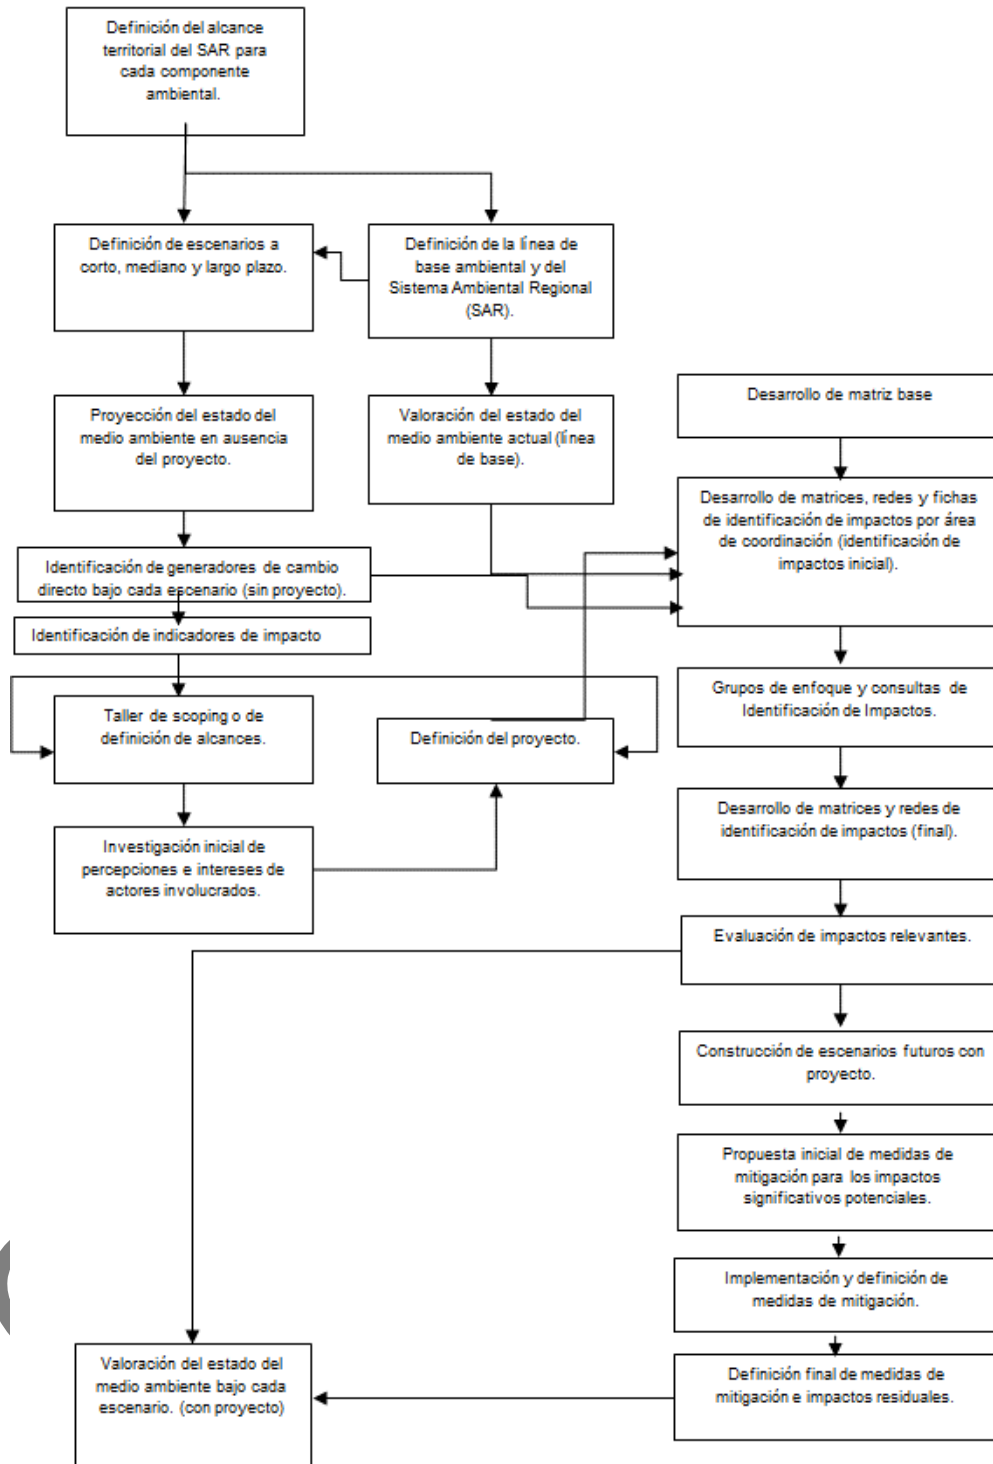 Definición del alcance
territorial del SAR para
cada componente
ambiental.
Definición de escenarios a
corto, mediano y largo plazo.
Definición de la línea de
base ambiental y del
Sistema Ambiental Regional
(SAR).
Proyección del estado del
medio ambiente en ausencia
del proyecto.
Valoración del estado del
medio ambiente actual (línea
de base).
Desarrollo de matriz base
Desarrollo de matrices, redes y fichas
de identificación de impactos por área
de coordinación (identificación de
impactos inicial).
Identificación de generadores de cambio
directo bajo cada escenario (sin proyecto).
Identificación de indicadores de impacto
Taller de scoping o de
definición de alcances.
Definición del proyecto.
Grupos de enfoque y consultas de
Identificación de Impactos.
Investigación inicial de
percepciones e intereses de
actores involucrados.
Desarrollo de matrices y redes de
identificación de impactos (final).
Evaluación de impactos relevantes.
Construcción de escenarios futuros con
proyecto.
Propuesta inicial de medidas de
mitigación para los impactos
significativos potenciales.
Implementación y definición de
medidas de mitigación.
Valoración del estado del
medio ambiente bajo cada
escenario. (con proyecto)
Definición final de medidas de
mitigación e impactos residuales.